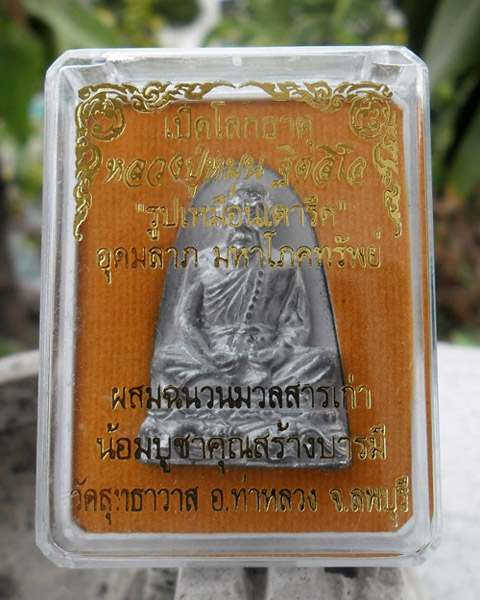 เปิดโลกธาตุ
หลวงปู่หมุน ฐิตสีโล
"รูปเหมือนเตารีด"
อุดมลาภ มหาโภคทรัพย์
ผสมฉนวนมวลสารเก่า
น้อมบูชาคุณสร้างบารมี
วัดสุทธาวาส อ.ท่าหลวง จ.ลพบุรี